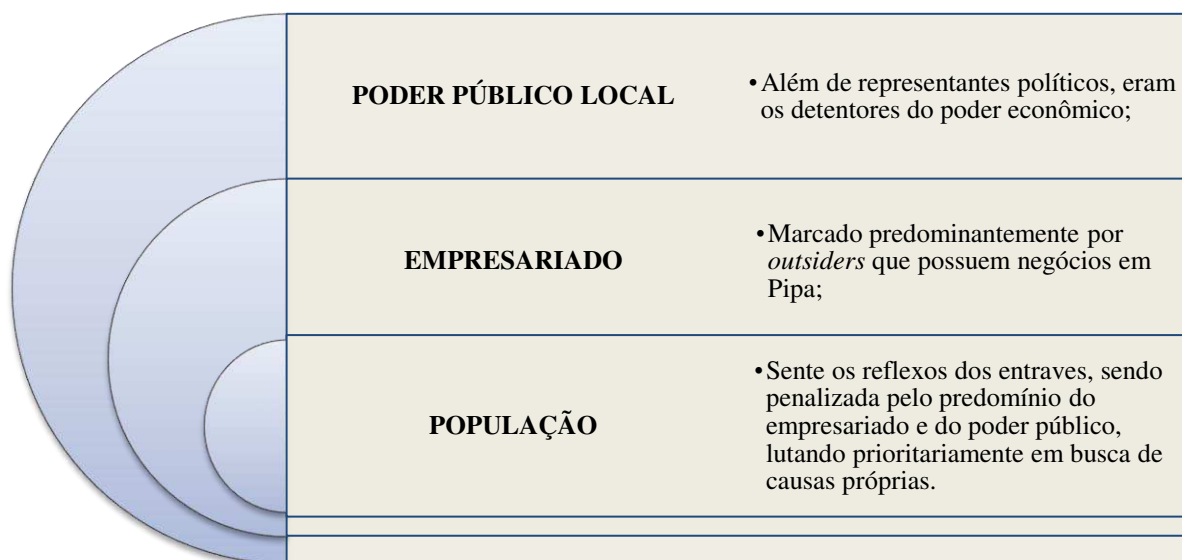 PODER PÚBLICO LOCAL
•Além de representantes políticos, eram
os detentores do poder econômico;
EMPRESARIADO
•Marcado predominantemente por
outsiders que possuem negócios em
Pipa;
POPULAÇÃO
•Sente os reflexos dos entraves, sendo
penalizada pelo predomínio do
empresariado e do poder público,
lutando prioritariamente em busca de
causas próprias.